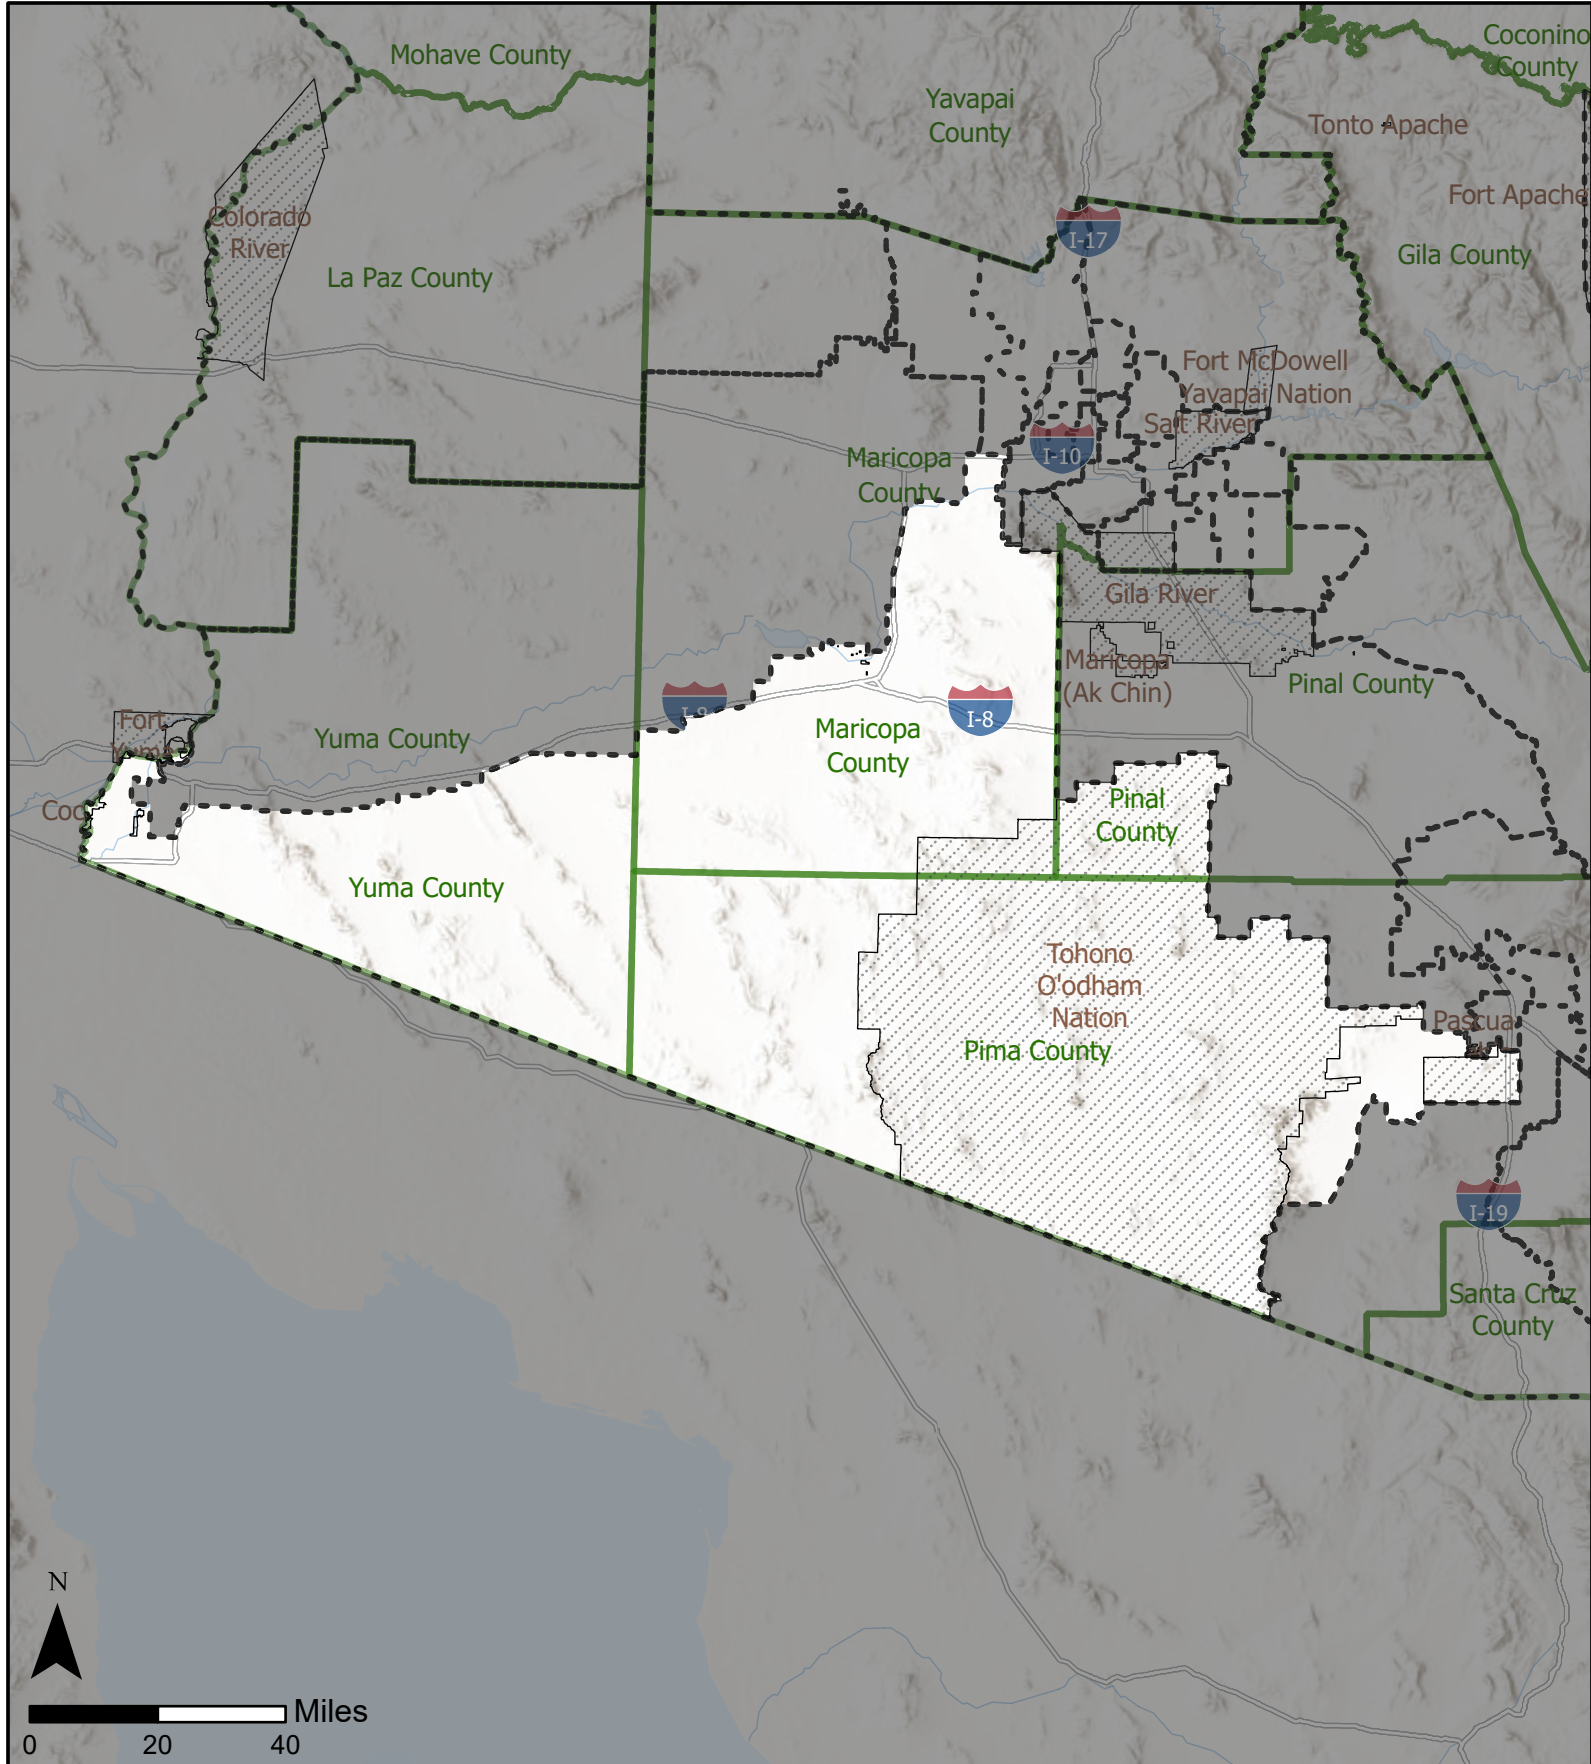 Mohave County
Coconino
County
Yavapai
County
Tonto Apache
Fort Apache
Colorado
River
I-17
La Paz County
Gila County
Fort McDowell
Yavapai Nation
Salt River
I-10
Maricopa
County
Gila River
Maricopa
(Ak Chin)
Pinal County
I-8
I-8
Fort
Yuma
Yuma County
Maricopa
County
Coc
Pinal
County
Yuma County
Tohono
O'odham
Nation
Pima County
Pascua
I-19
Santa Cruz
County
N
Miles
0 20 40